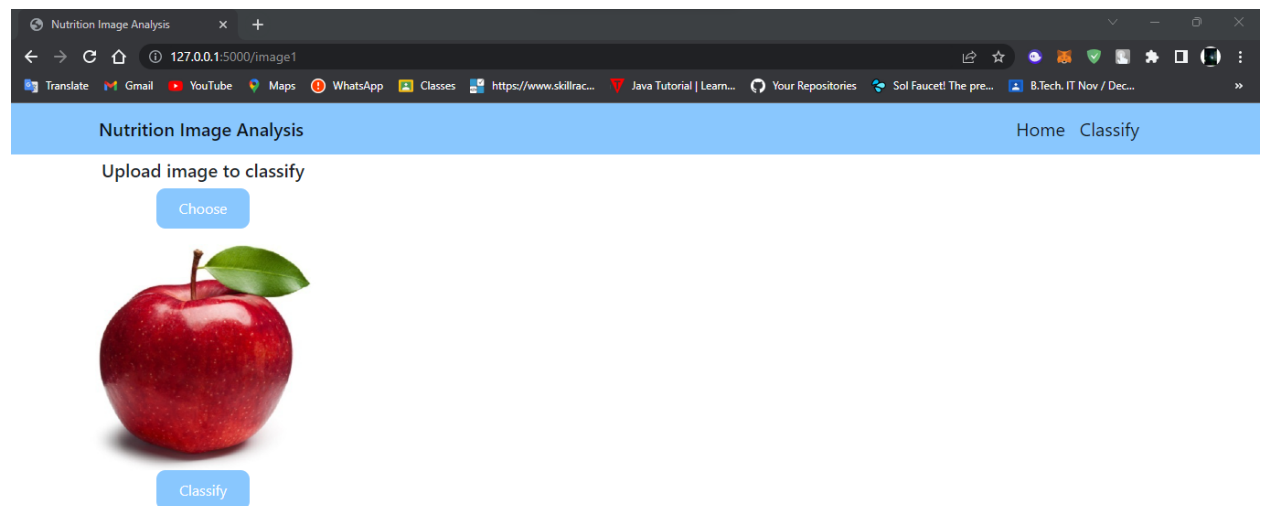 Nutrition Image Analysis
127.0.0.1:5000/image1
Translate Gmail YouTube Maps WhatsApp Classes https://www.skillrac... Java Tutorial | Learn... Your Repositories Sol Faucet! The pre... B.Tech. IT Nov / Dec... »
Nutrition Image Analysis Home Classify
Upload image to classify
Choose
Classify